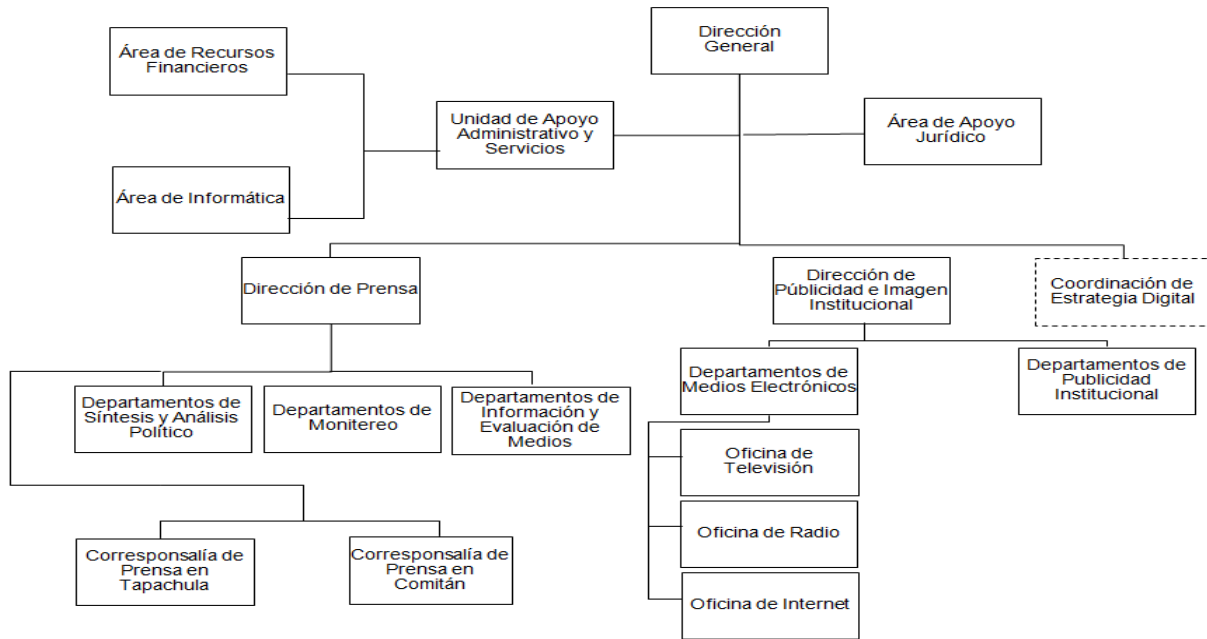 Dirección
General
Área de Recursos
Financieros
Unidad de Apoyo
Administrativo y
Servicios
Área de Apoyo
Jurídico
Área de Informática
Dirección de Prensa
Dirección de
Públicidad e Imagen
Institucional
Coordinación de
Estrategia Digital
Departamentos de
Síntesis y Análisis
Político
Departamentos de
Monitereo
Departamentos de
Información y
Evaluación de
Medios
Departamentos de
Medios Electrónicos
Departamentos de
Publicidad
Institucional
Oficina de
Televisión
Oficina de Radio
Oficina de Internet
Corresponsalía de
Prensa en
Tapachula
Corresponsalía de
Prensa en
Comitán